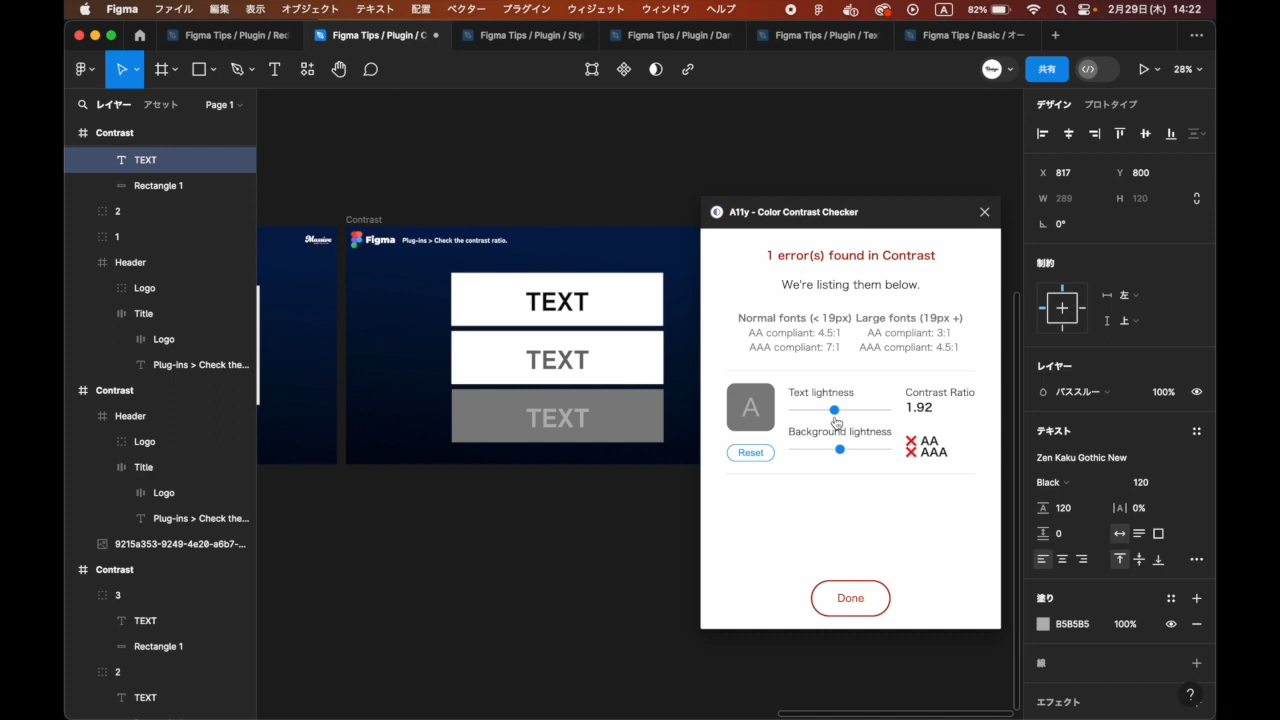 Figma ファイル 編集 表示 オブジェクト テキスト 配置 ベクター プラグイン ウィジェット ウィンドウ ヘルプ A 82% 2月29日(木) 14:22
Figma Tips / Plugin / Rec Figma Tips / Plugin / C Figma Tips / Plugin / Sty Figma Tips / Plugin / Dar Figma Tips / Plugin / Tex Figma Tips / Basic / オー
共有 28%
レイヤー アセット Page 1
デザイン プロトタイプ
Contrast
TEXT
Rectangle 1
2
1
Header
Logo
Title
Logo
Plug-ins > Check the...
Contrast
Header
Logo
Title
Logo
Plug-ins > Check the...
9215a353-9249-4e20-a6b7-...
Contrast
3
TEXT
Rectangle 1
2
TEXT
Contrast
Massive
Figma Plug-ins > Check the contrast ratio.
TEXT
TEXT
TEXT
A11y - Color Contrast Checker
1 error(s) found in Contrast
We're listing them below.
Normal fonts (< 19px) Large fonts (19px +)
AA compliant: 4.5:1 AA compliant: 3:1
AAA compliant: 7:1 AAA compliant: 4.5:1
A
Text lightness
Contrast Ratio
1.92
Background lightness
AA
AAA
Reset
Done
X 817 Y 800
W 289 H 120
0°
制約
左
上
レイヤー
パススルー 100%
テキスト
Zen Kaku Gothic New
Black 120
120 |A| 0%
0
塗り
B5B5B5 100%
線
エフェクト
?